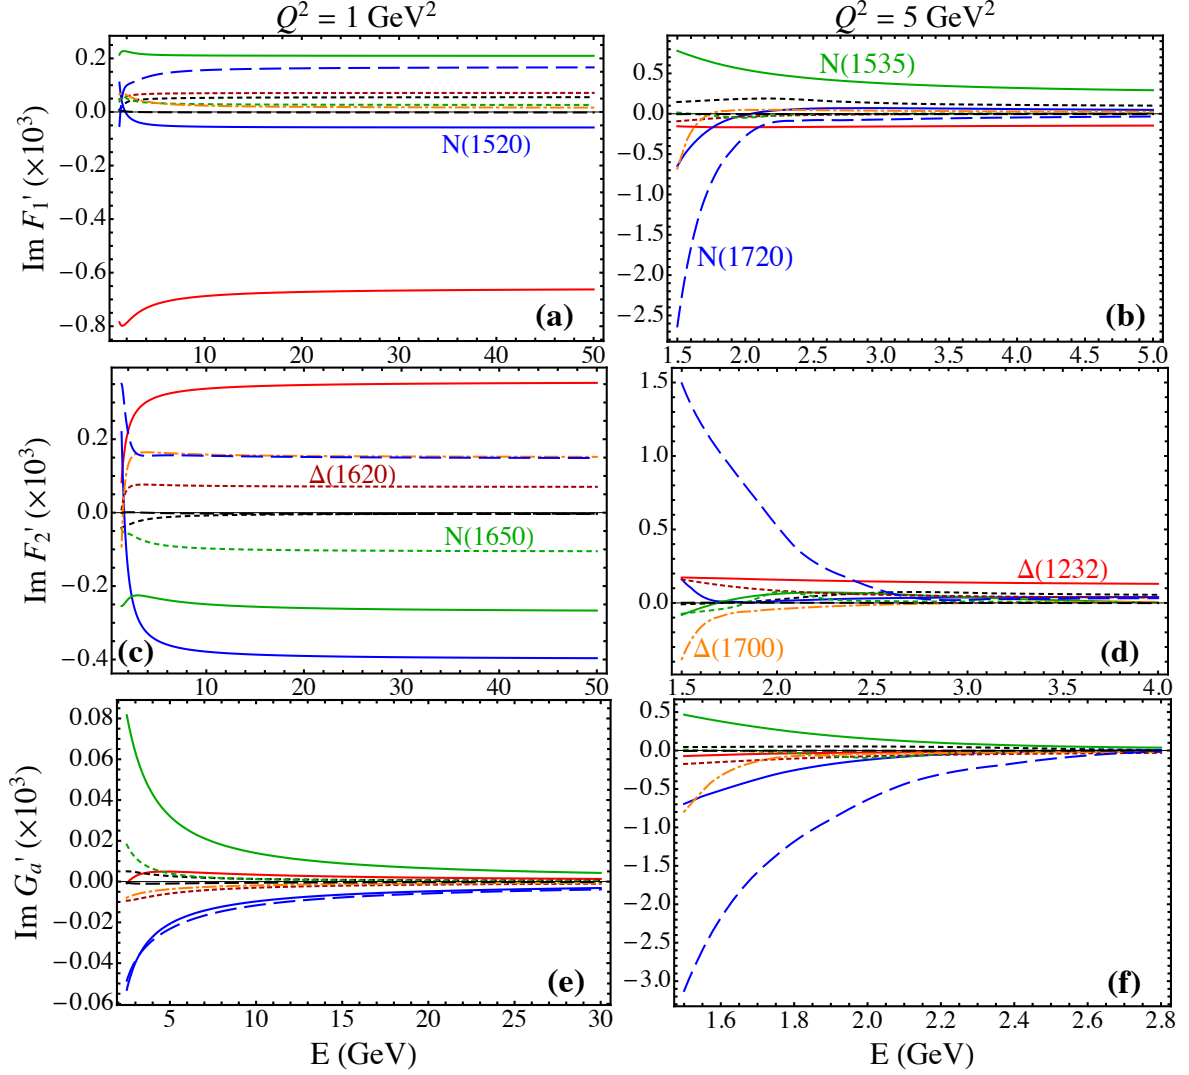 Q² = 1 GeV²
Q² = 5 GeV²
Im F₁' (×10³)
0.2
0.0
−0.2
−0.4
−0.6
−0.8
N(1520)
(a)
10 20 30 40 50
0.5
0.0
−0.5
−1.0
−1.5
−2.0
−2.5
N(1535)
N(1720)
(b)
1.5 2.0 2.5 3.0 3.5 4.0 4.5 5.0
Im F₂' (×10³)
0.2
0.0
−0.2
−0.4
Δ(1620)
N(1650)
(c)
10 20 30 40 50
1.5
1.0
0.5
0.0
Δ(1232)
Δ(1700)
(d)
1.5 2.0 2.5 3.0 3.5 4.0
Im Gₐ' (×10³)
0.08
0.06
0.04
0.02
0.00
−0.02
−0.04
−0.06
(e)
5 10 15 20 25 30
E (GeV)
0.5
0.0
−0.5
−1.0
−1.5
−2.0
−2.5
−3.0
(f)
1.6 1.8 2.0 2.2 2.4 2.6 2.8
E (GeV)